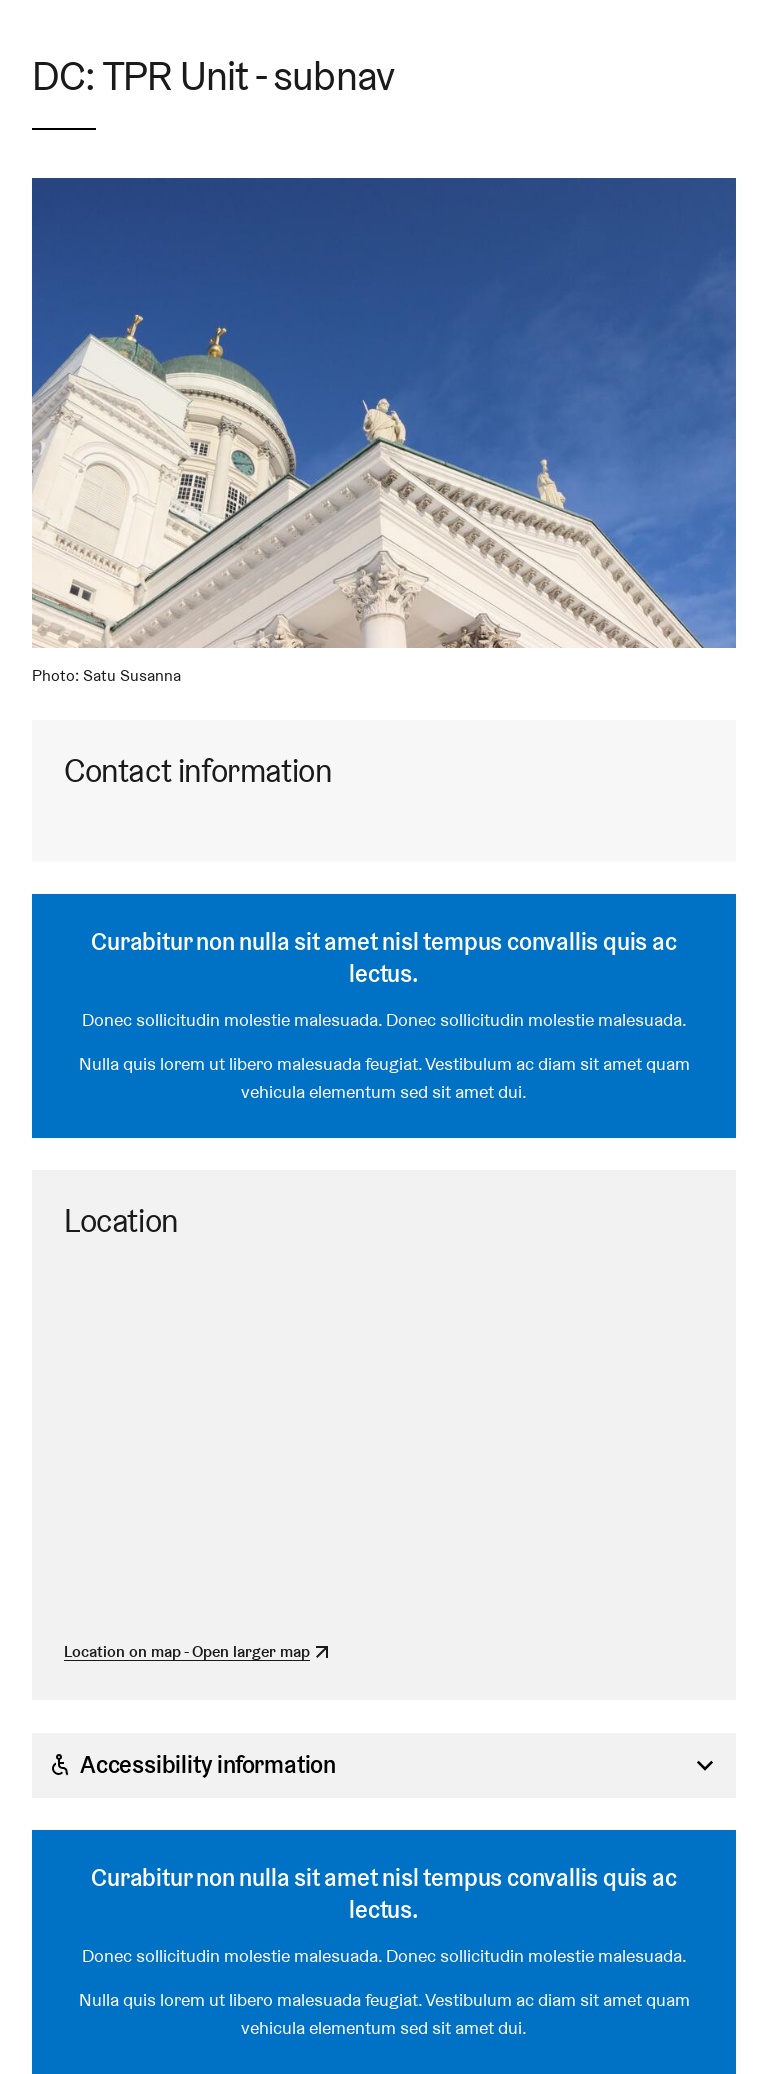 DC: TPR Unit - subnav
Photo: Satu Susanna
Contact information
Curabitur non nulla sit amet nisl tempus convallis quis ac
lectus.
Donec sollicitudin molestie malesuada. Donec sollicitudin molestie malesuada.
Nulla quis lorem ut libero malesuada feugiat. Vestibulum ac diam sit amet quam
vehicula elementum sed sit amet dui.
Location
Location on map - Open larger map
Accessibility information
Curabitur non nulla sit amet nisl tempus convallis quis ac
lectus.
Donec sollicitudin molestie malesuada. Donec sollicitudin molestie malesuada.
Nulla quis lorem ut libero malesuada feugiat. Vestibulum ac diam sit amet quam
vehicula elementum sed sit amet dui.